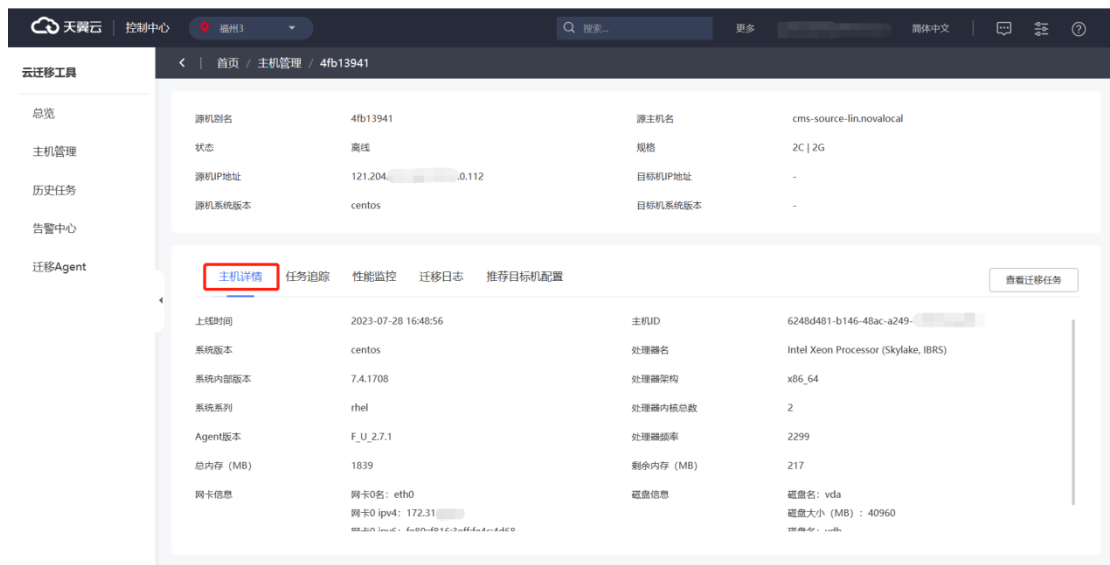 天翼云 控制中心 福州3 搜索... 更多 简体中文
云迁移工具
首页 / 主机管理 / 4fb13941
总览
主机管理
历史任务
告警中心
迁移Agent
源机别名 4fb13941 源主机名 cms-source-lin.novalocal
状态 离线 规格 2C | 2G
源机IP地址 121.204. .0.112 目标机IP地址 -
源机系统版本 centos 目标机系统版本 -
主机详情 任务追踪 性能监控 迁移日志 推荐目标机配置 查看迁移任务
上线时间 2023-07-28 16:48:56 主机ID 6248d481-b146-48ac-a249-
系统版本 centos 处理器名 Intel Xeon Processor (Skylake, IBRS)
系统内部版本 7.4.1708 处理器架构 x86_64
系统系列 rhel 处理器内核总数 2
Agent版本 F_U_2.7.1 处理器频率 2299
总内存（MB） 1839 剩余内存（MB） 217
网卡信息 网卡0名：eth0 磁盘信息 磁盘名：vda
网卡0 ipv4：172.31 磁盘大小（MB）：40960
网卡0 ipv6：fe80::f816:3eff:fe4c:4d68 磁盘名：vdb